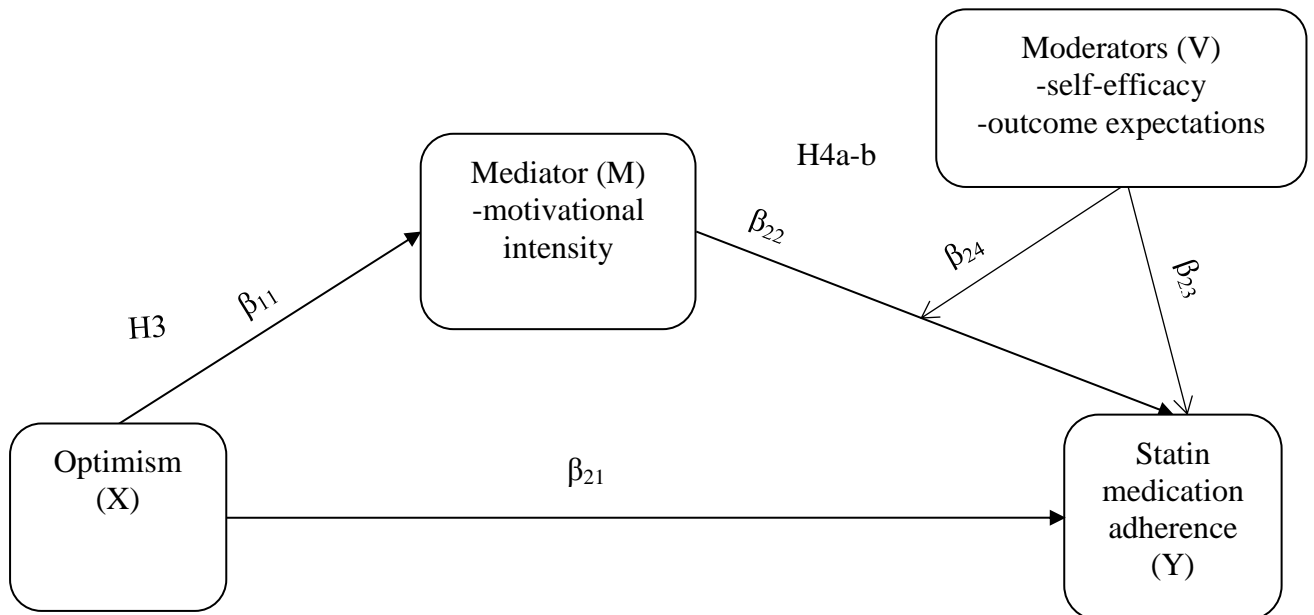 Moderators (V)
-self-efficacy
-outcome expectations
H4a-b
Mediator (M)
-motivational
intensity
β₂₂
β₂₄
β₂₃
β₁₁
H3
Optimism
(X)
β₂₁
Statin
medication
adherence
(Y)